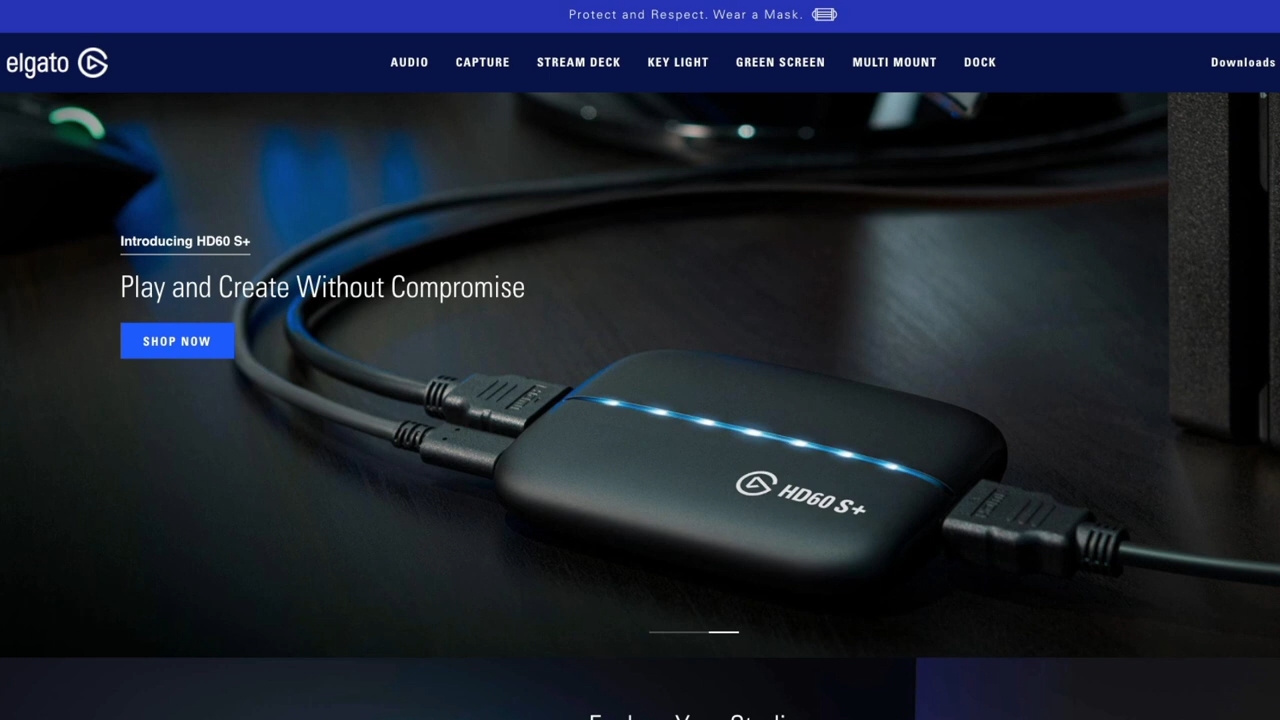 Protect and Respect. Wear a Mask.
elgato
AUDIO CAPTURE STREAM DECK KEY LIGHT GREEN SCREEN MULTI MOUNT DOCK Downloads
Introducing HD60 S+
Play and Create Without Compromise
SHOP NOW
HD60 S+